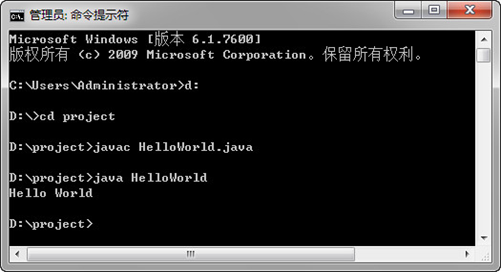 管理员: 命令提示符
Microsoft Windows [版本 6.1.7600]
版权所有 (c) 2009 Microsoft Corporation。保留所有权利。
C:\Users\Administrator>d:
D:\>cd project
D:\project>javac HelloWorld.java
D:\project>java HelloWorld
Hello World
D:\project>